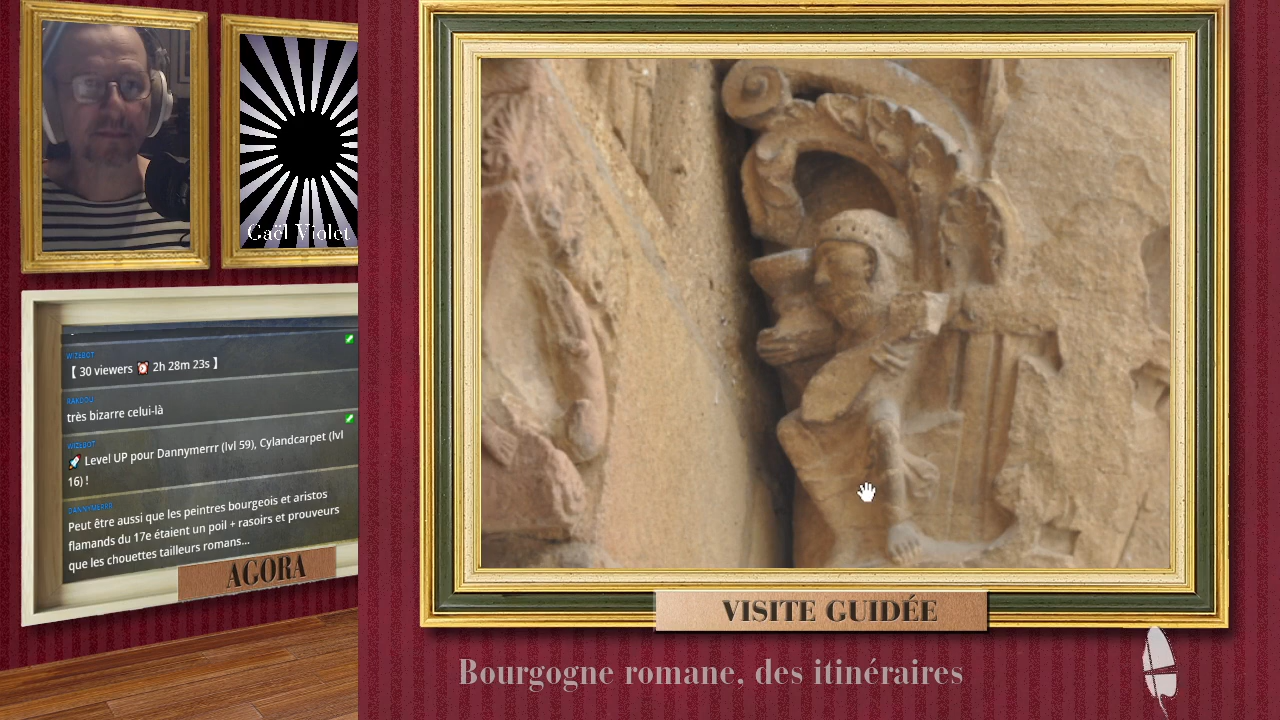 Gaël Violet
WIZEBOT
【 30 viewers ⏰ 2h 28m 23s 】
très bizarre celui-là
WIZEBOT
🚀 Level UP pour Dannymerrr (lvl 59), Cylandcarpet (lvl
16) !
DANNYMERRR
Peut être aussi que les peintres bourgeois et aristos
flamands du 17e étaient un poil + rasoirs et prouveurs
que les chouettes tailleurs romans...
AGORA
VISITE GUIDÉE
Bourgogne romane, des itinéraires